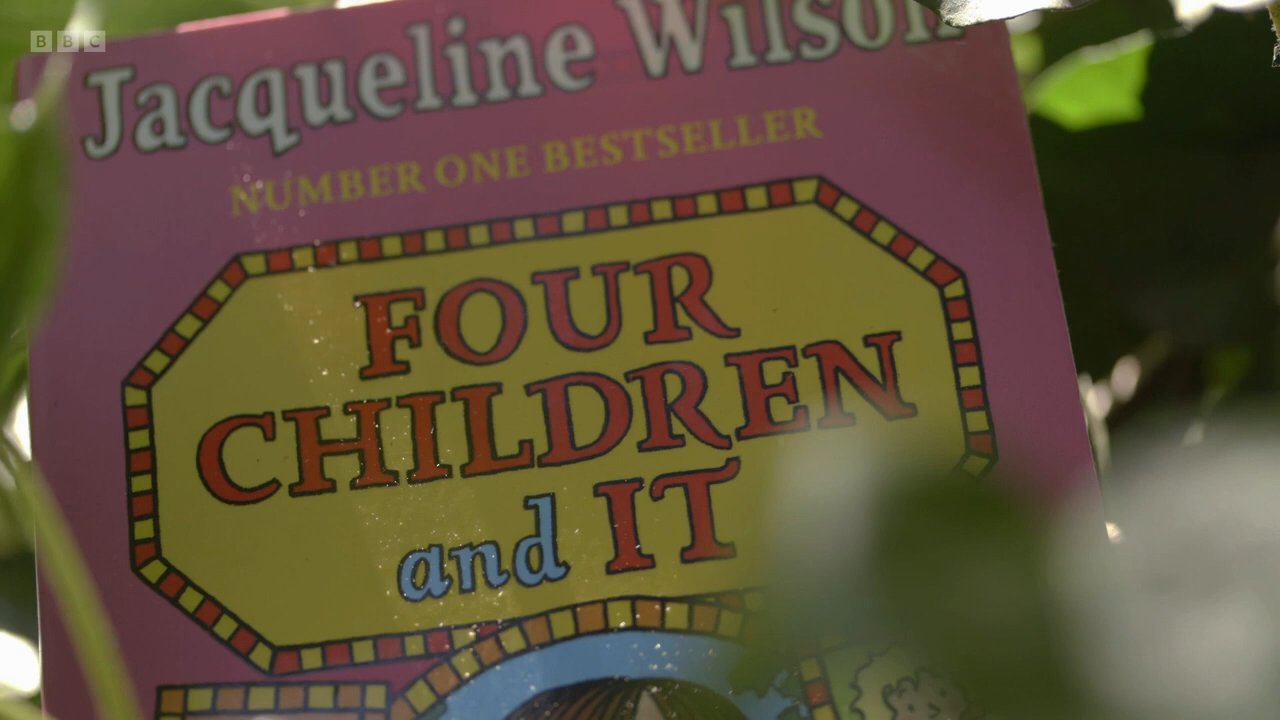 BBC
Jacqueline Wilson
NUMBER ONE BESTSELLER
FOUR
CHILDREN
and IT